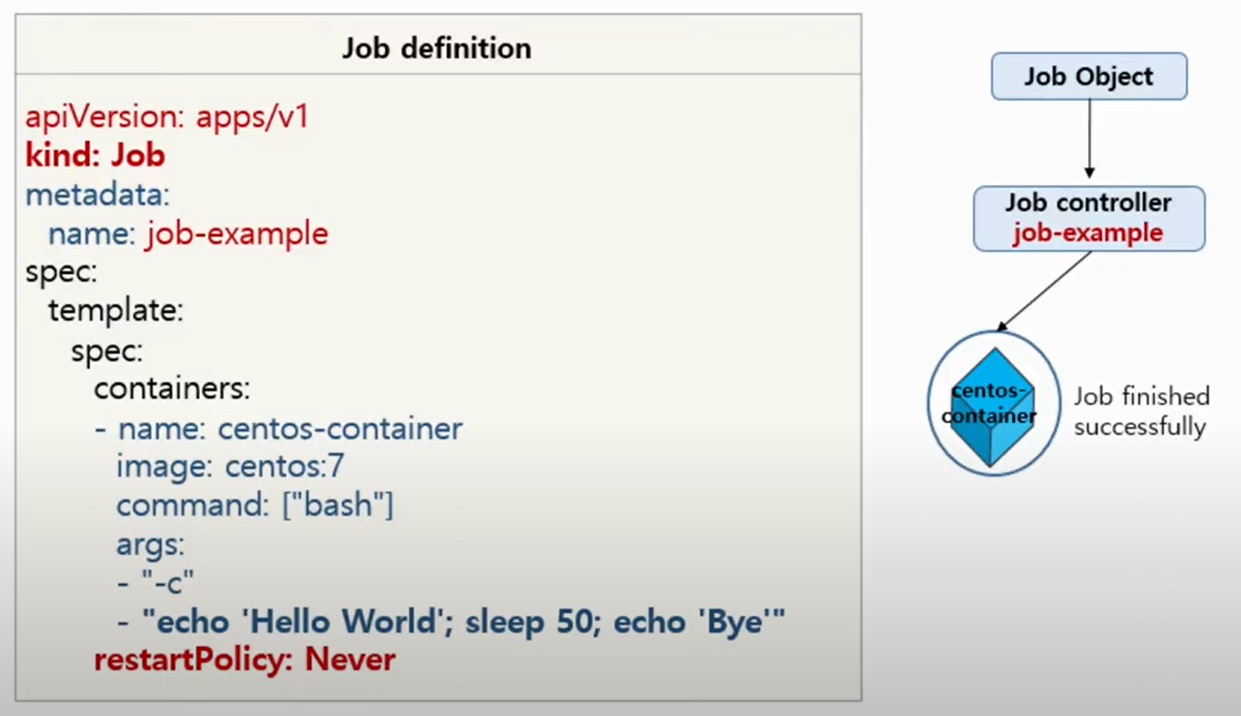 Job definition
apiVersion: apps/v1
kind: Job
metadata:
name: job-example
spec:
template:
spec:
containers:
- name: centos-container
image: centos:7
command: ["bash"]
args:
- "-c"
- "echo 'Hello World'; sleep 50; echo 'Bye'"
restartPolicy: Never
Job Object
Job controller
job-example
centos-
container
Job finished
successfully